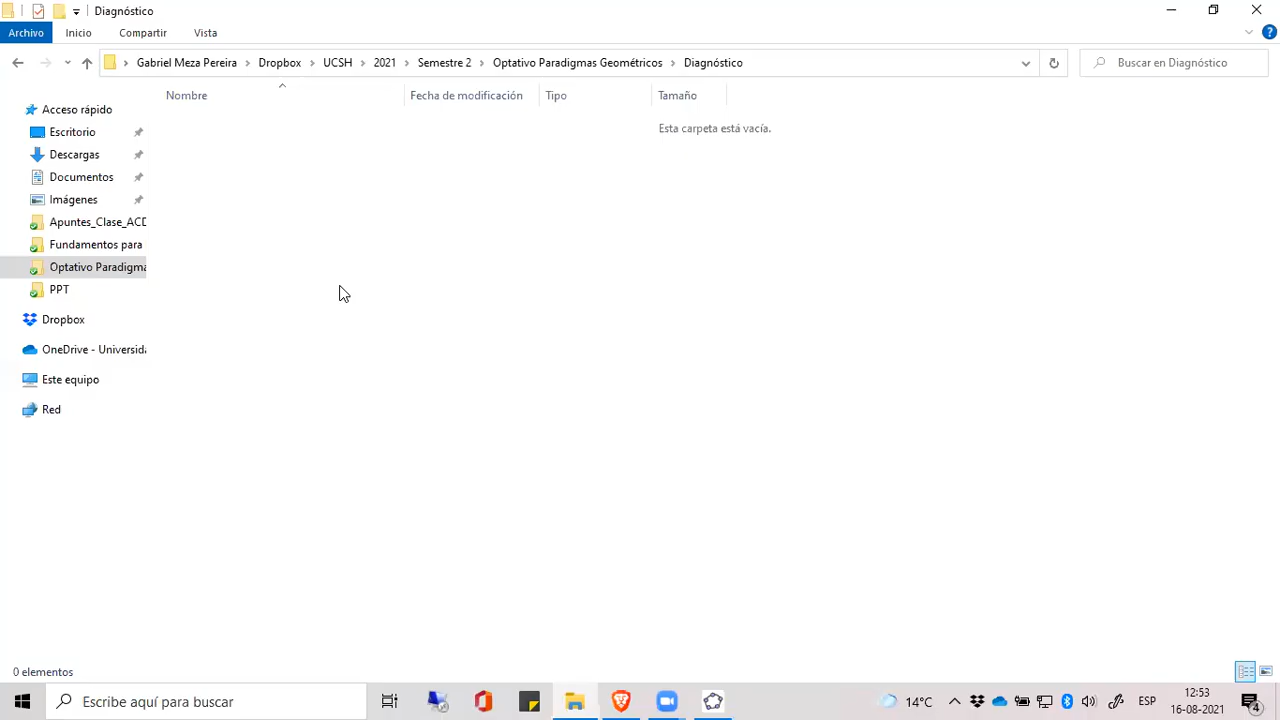 Diagnóstico
Archivo Inicio Compartir Vista
Gabriel Meza Pereira Dropbox UCSH 2021 Semestre 2 Optativo Paradigmas Geométricos Diagnóstico
Buscar en Diagnóstico
Nombre Fecha de modificación Tipo Tamaño
Esta carpeta está vacía.
Acceso rápido
Escritorio
Descargas
Documentos
Imágenes
Apuntes_Clase_ACD
Fundamentos para
Optativo Paradigma
PPT
Dropbox
OneDrive - Universida
Este equipo
Red
0 elementos
Escribe aquí para buscar
14°C
ESP
12:53
16-08-2021
4